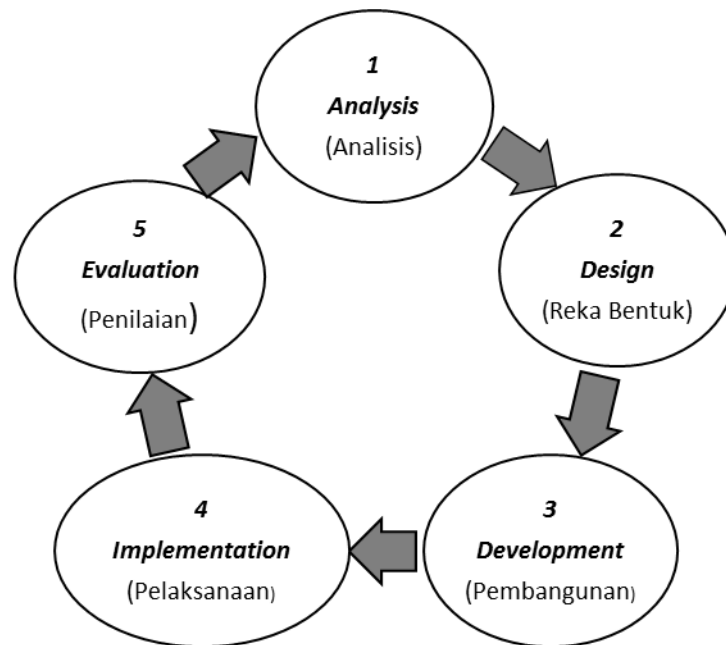 1
Analysis
(Analisis)
2
Design
(Reka Bentuk)
3
Development
(Pembangunan)
4
Implementation
(Pelaksanaan)
5
Evaluation
(Penilaian)